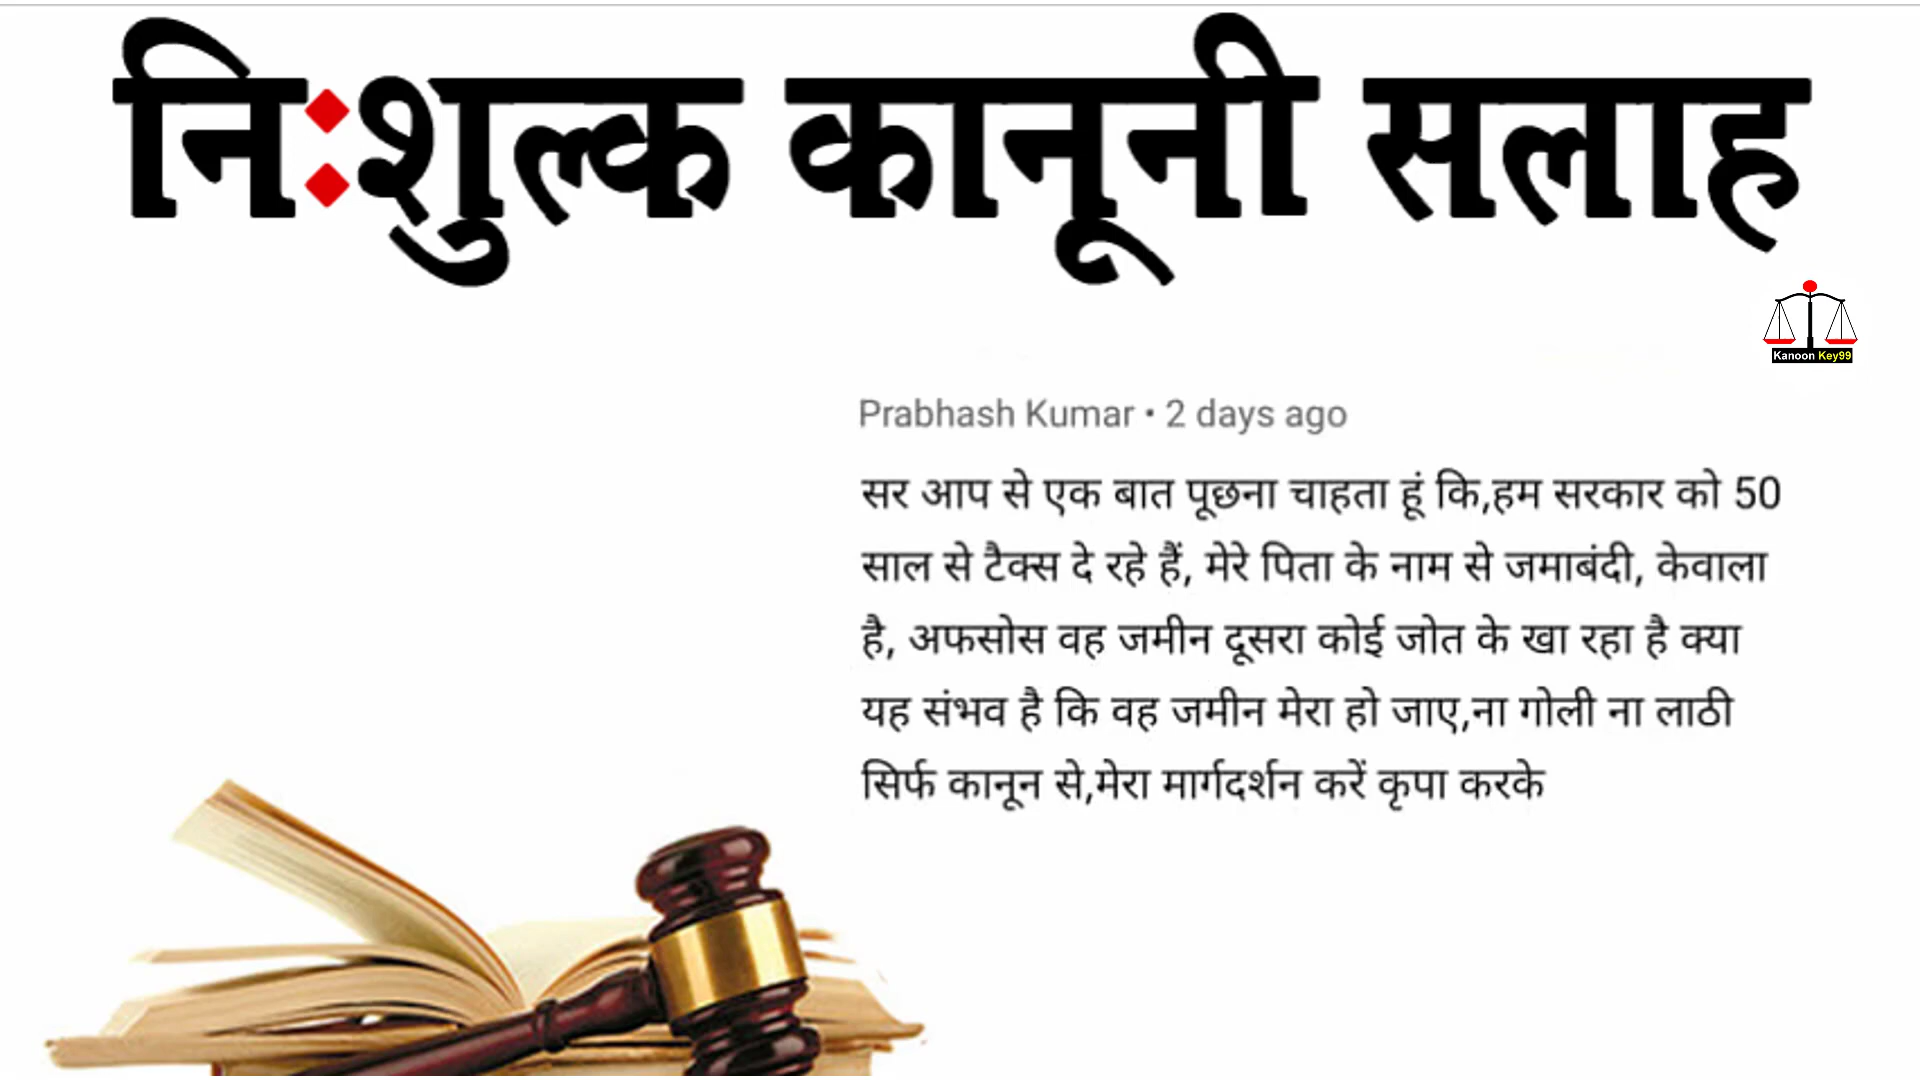 निःशुल्क कानूनी सलाह
Kanoon Key99
Prabhash Kumar • 2 days ago
सर आप से एक बात पूछना चाहता हूं कि,हम सरकार को 50
साल से टैक्स दे रहे हैं, मेरे पिता के नाम से जमाबंदी, केवाला
है, अफसोस वह जमीन दूसरा कोई जोत के खा रहा है क्या
यह संभव है कि वह जमीन मेरा हो जाए,ना गोली ना लाठी
सिर्फ कानून से,मेरा मार्गदर्शन करें कृपा करके